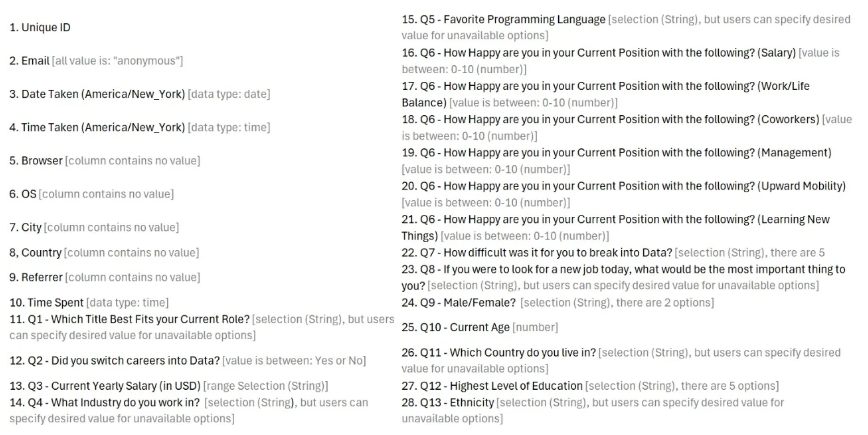 1. Unique ID
2. Email [all value is: "anonymous"]
3. Date Taken (America/New_York) [data type: date]
4. Time Taken (America/New_York) [data type: time]
5. Browser [column contains no value]
6. OS [column contains no value]
7. City [column contains no value]
8, Country [column contains no value]
9. Referrer [column contains no value]
10. Time Spent [data type: time]
11. Q1 - Which Title Best Fits your Current Role? [selection (String), but users
can specify desired value for unavailable options]
12. Q2 - Did you switch careers into Data? [value is between: Yes or No]
13. Q3 - Current Yearly Salary (in USD) [range Selection (String)]
14. Q4 - What Industry do you work in? [selection (String), but users can
specify desired value for unavailable options]
15. Q5 - Favorite Programming Language [selection (String), but users can specify desired
value for unavailable options]
16. Q6 - How Happy are you in your Current Position with the following? (Salary) [value is
between: 0-10 (number)]
17. Q6 - How Happy are you in your Current Position with the following? (Work/Life
Balance) [value is between: 0-10 (number)]
18. Q6 - How Happy are you in your Current Position with the following? (Coworkers) [value
is between: 0-10 (number)]
19. Q6 - How Happy are you in your Current Position with the following? (Management)
[value is between: 0-10 (number)]
20. Q6 - How Happy are you in your Current Position with the following? (Upward Mobility)
[value is between: 0-10 (number)]
21. Q6 - How Happy are you in your Current Position with the following? (Learning New
Things) [value is between: 0-10 (number)]
22. Q7 - How difficult was it for you to break into Data? [selection (String), there are 5
23. Q8 - If you were to look for a new job today, what would be the most important thing to
you? [selection (String), but users can specify desired value for unavailable options]
24. Q9 - Male/Female? [selection (String), there are 2 options]
25. Q10 - Current Age [number]
26. Q11 - Which Country do you live in? [selection (String), but users can specify desired
value for unavailable options]
27. Q12 - Highest Level of Education [selection (String), there are 5 options]
28. Q13 - Ethnicity [selection (String), but users can specify desired value for
unavailable options]